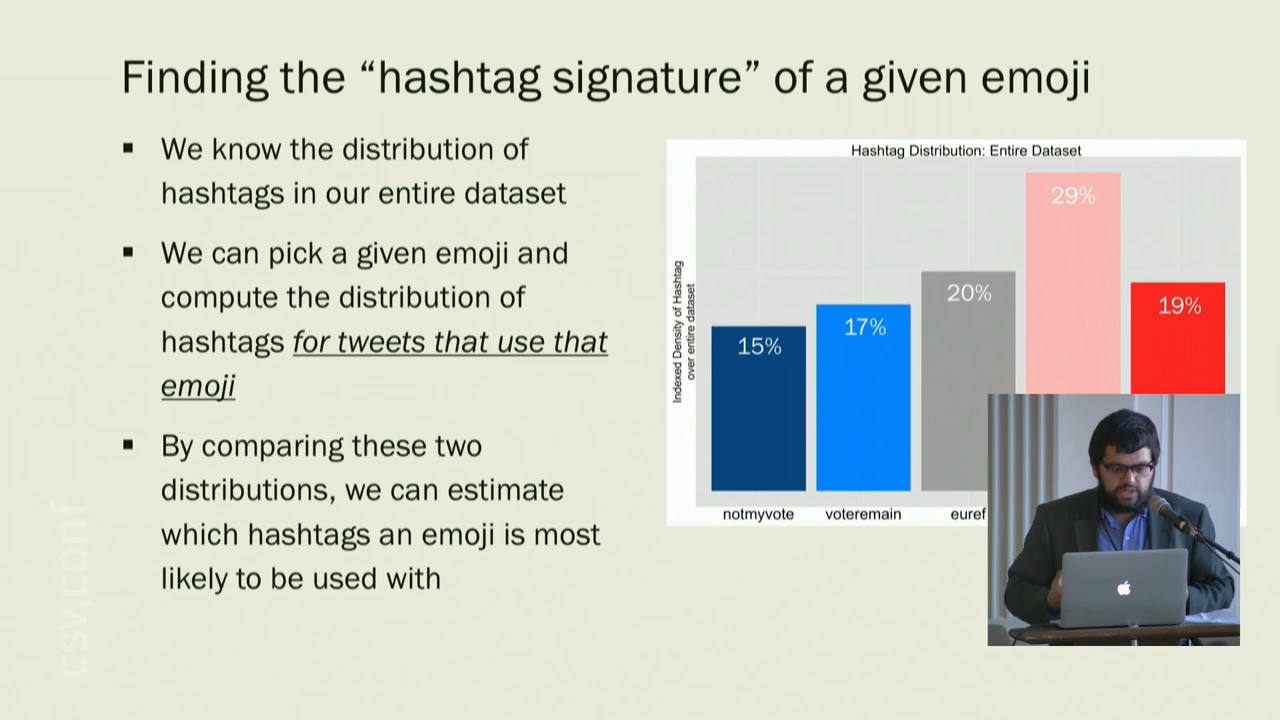 Finding the “hashtag signature” of a given emoji
▪ We know the distribution of
hashtags in our entire dataset
▪ We can pick a given emoji and
compute the distribution of
hashtags for tweets that use that
emoji
▪ By comparing these two
distributions, we can estimate
which hashtags an emoji is most
likely to be used with
Hashtag Distribution: Entire Dataset
Indexed Density of Hashtag
over entire dataset
15%
17%
20%
29%
19%
notmyvote
voteremain
euref
csv,conf